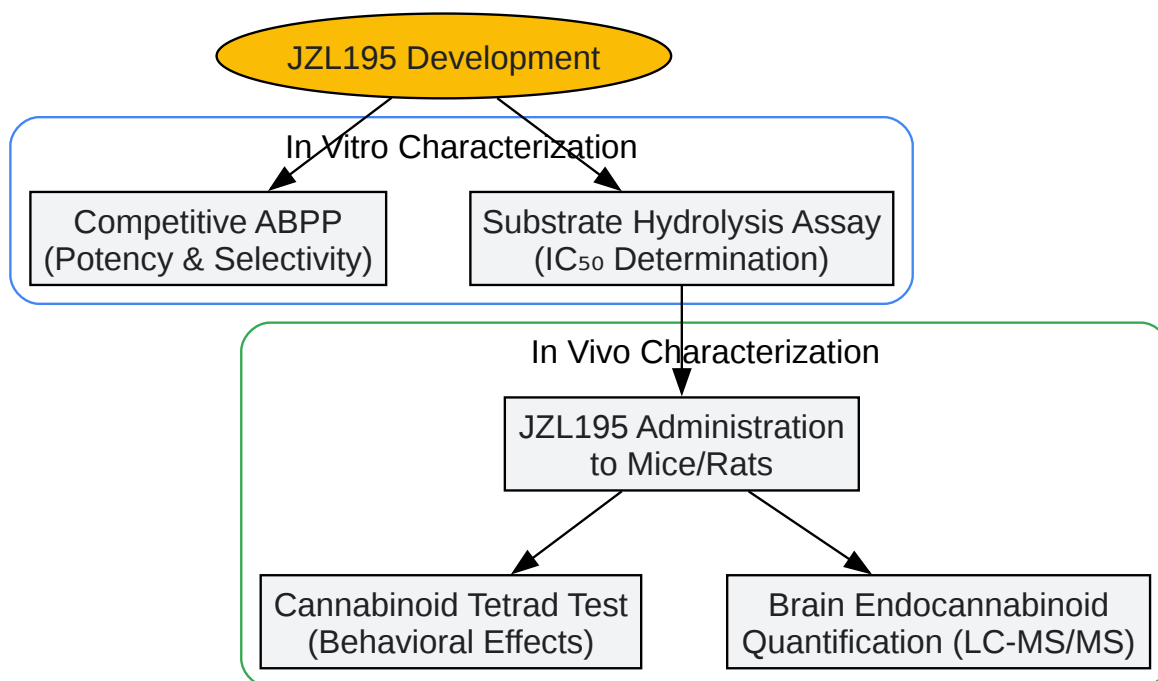 JZL195 Development
In Vitro Characterization
Competitive ABPP
(Potency & Selectivity)
Substrate Hydrolysis Assay
(IC₅₀ Determination)
In Vivo Characterization
JZL195 Administration
to Mice/Rats
Cannabinoid Tetrad Test
(Behavioral Effects)
Brain Endocannabinoid
Quantification (LC-MS/MS)